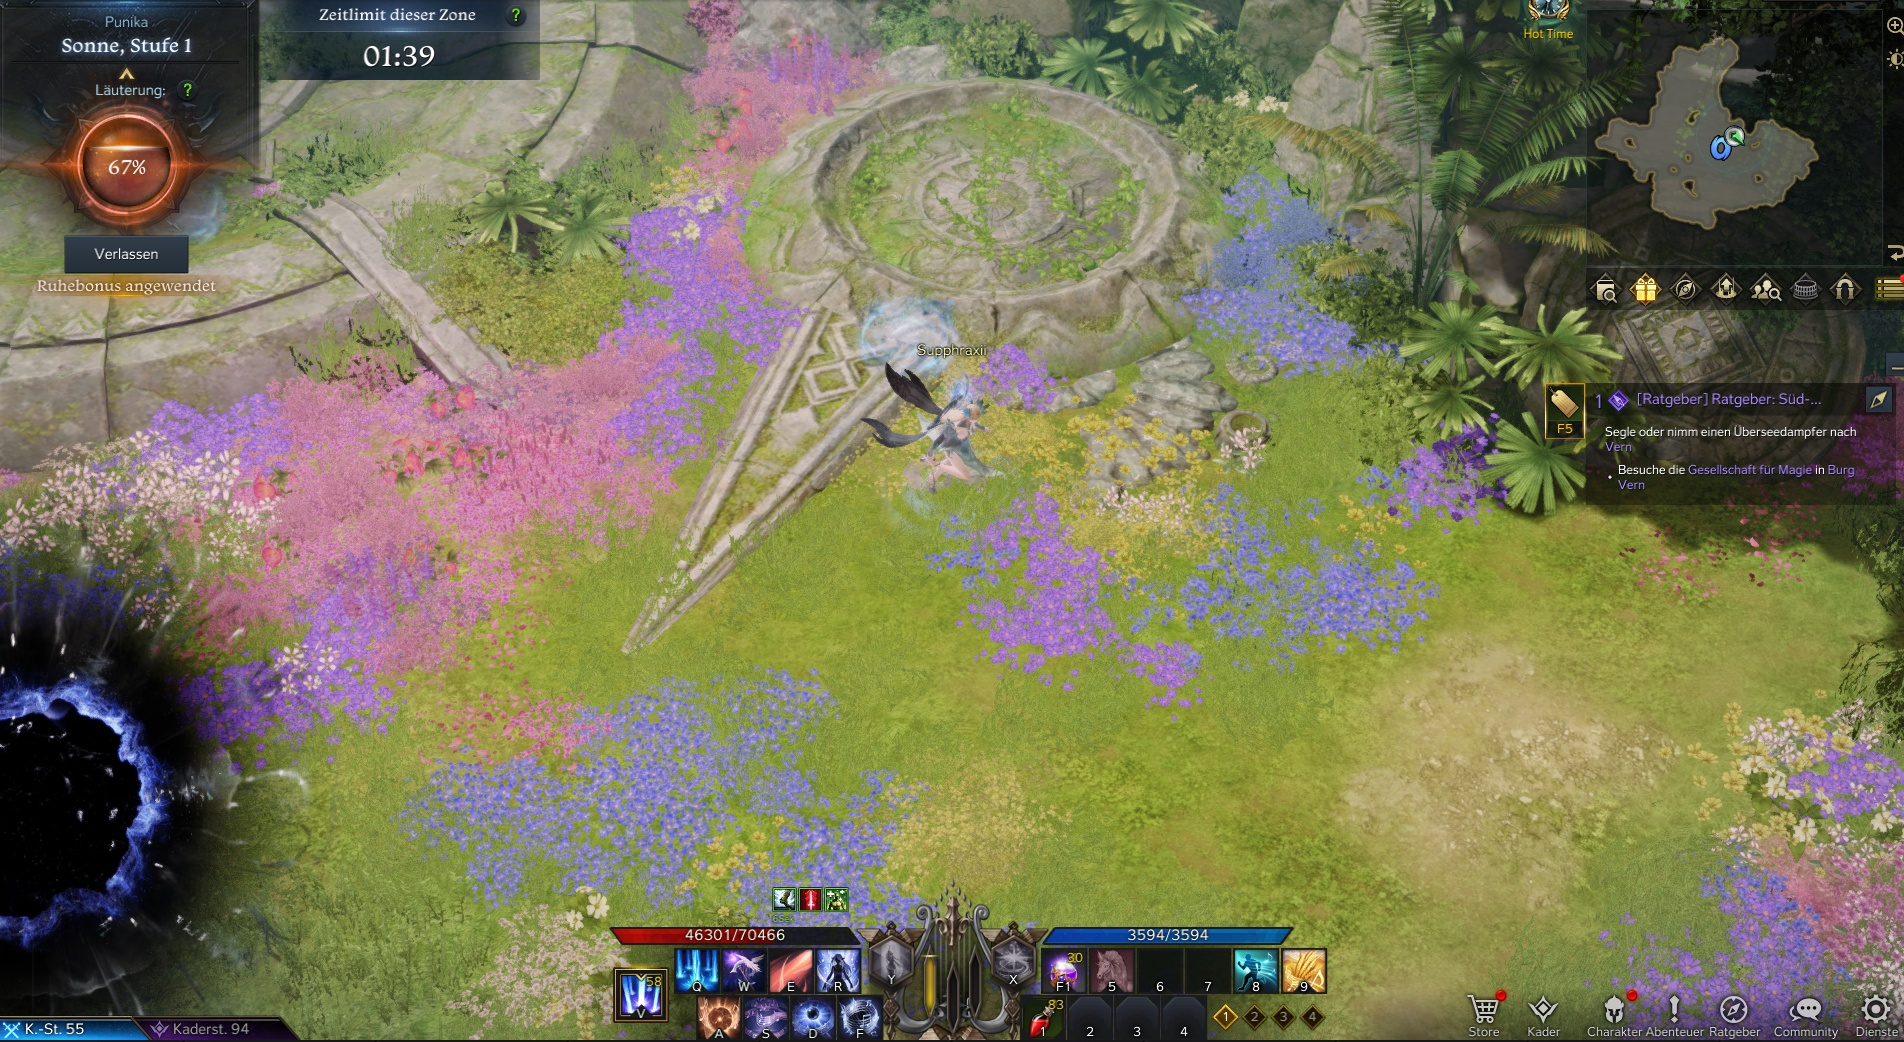 Punika
Sonne, Stufe 1
Läuterung: ?
67%
Verlassen
Ruhebonus angewendet
Zeitlimit dieser Zone ?
01:39
Hot Time
Supphraxii
F5
1 [Ratgeber] Ratgeber: Süd-...
Segle oder nimm einen Überseedampfer nach
Vern
• Besuche die Gesellschaft für Magie in Burg
Vern
46301/70466
3594/3594
58
V
Q W E R
A S D F
Y X
30
F1 5 6 7 8 9
83
1 2 3 4
1 2 3 4
K.-St. 55
Kaderst. 94
Store Kader Charakter Abenteuer Ratgeber Community Dienste